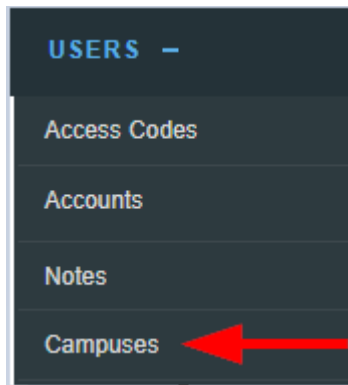 USERS –
Access Codes
Accounts
Notes
Campuses